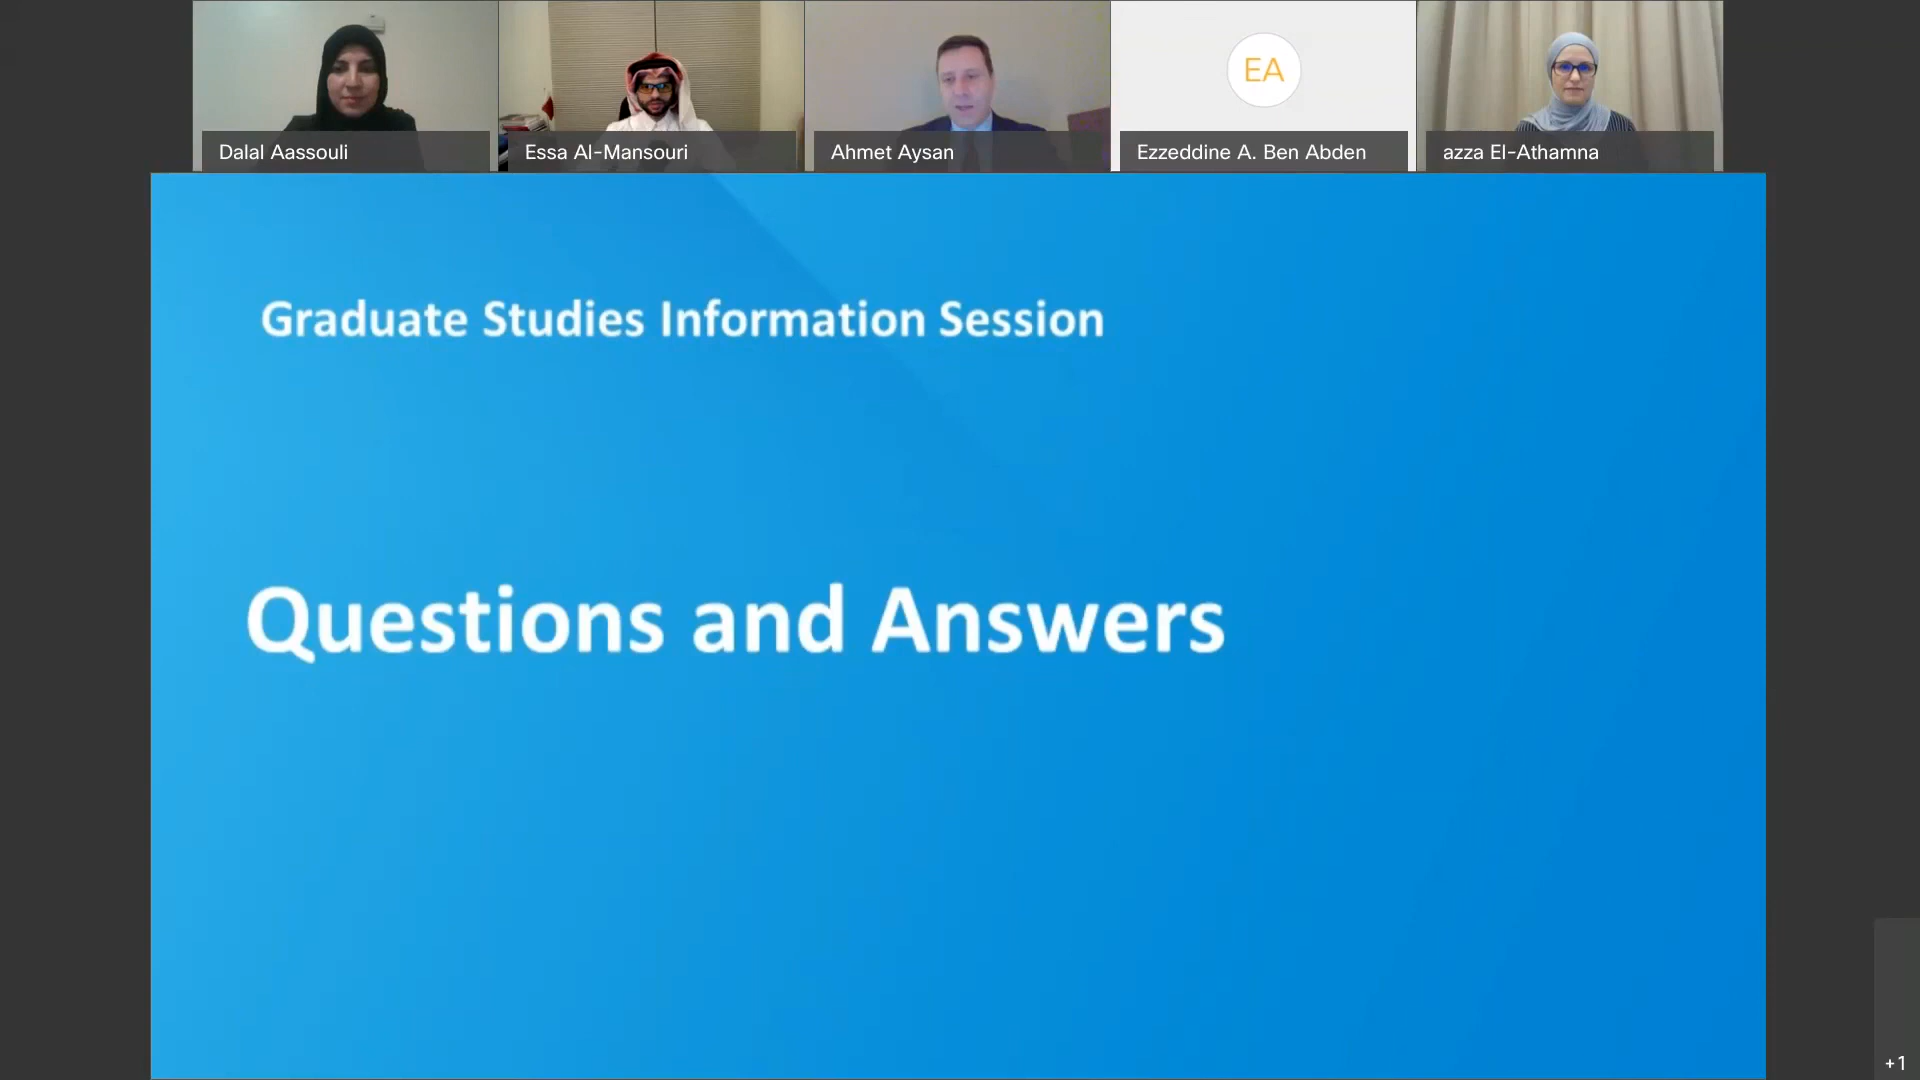 Dalal Aassouli
Essa Al-Mansouri
Ahmet Aysan
EA
Ezzeddine A. Ben Abden
azza El-Athamna
Graduate Studies Information Session
Questions and Answers
+1